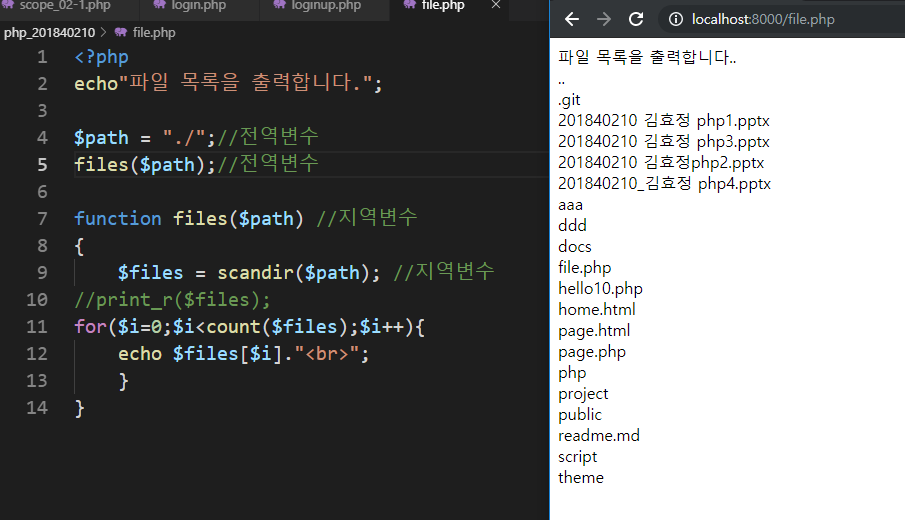 scope_02-1.php login.php loginup.php file.php
php_201840210 > file.php
1 <?php
2 echo"파일 목록을 출력합니다.";
3
4 $path = "./";//전역변수
5 files($path);//전역변수
6
7 function files($path) //지역변수
8 {
9 $files = scandir($path); //지역변수
10 //print_r($files);
11 for($i=0;$i<count($files);$i++){
12 echo $files[$i]."<br>";
13 }
14 }
localhost:8000/file.php
파일 목록을 출력합니다..
..
.git
201840210 김효정 php1.pptx
201840210 김효정 php3.pptx
201840210 김효정php2.pptx
201840210_김효정 php4.pptx
aaa
ddd
docs
file.php
hello10.php
home.html
page.html
page.php
php
project
public
readme.md
script
theme